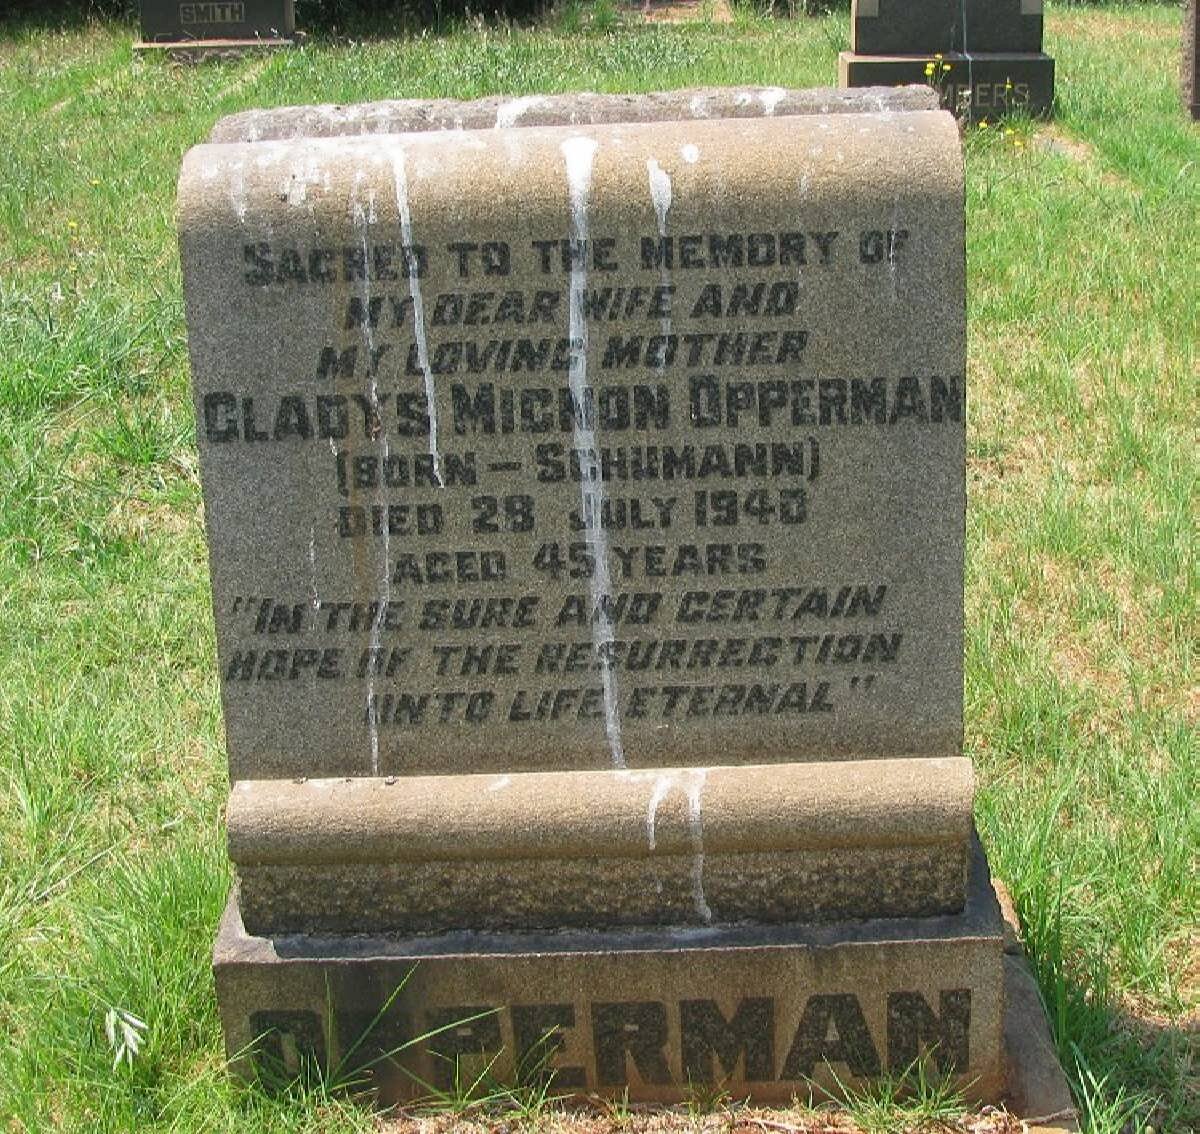 SMITH
MBERS
SACRED TO THE MEMORY OF
MY DEAR WIFE AND
MY LOVING MOTHER
GLADYS MIGNON OPPERMAN
(BORN – SCHUMANN)
DIED 28 JULY 1940
AGED 45 YEARS
"IN THE SURE AND CERTAIN
HOPE OF THE RESURRECTION
UNTO LIFE ETERNAL"
OPPERMAN